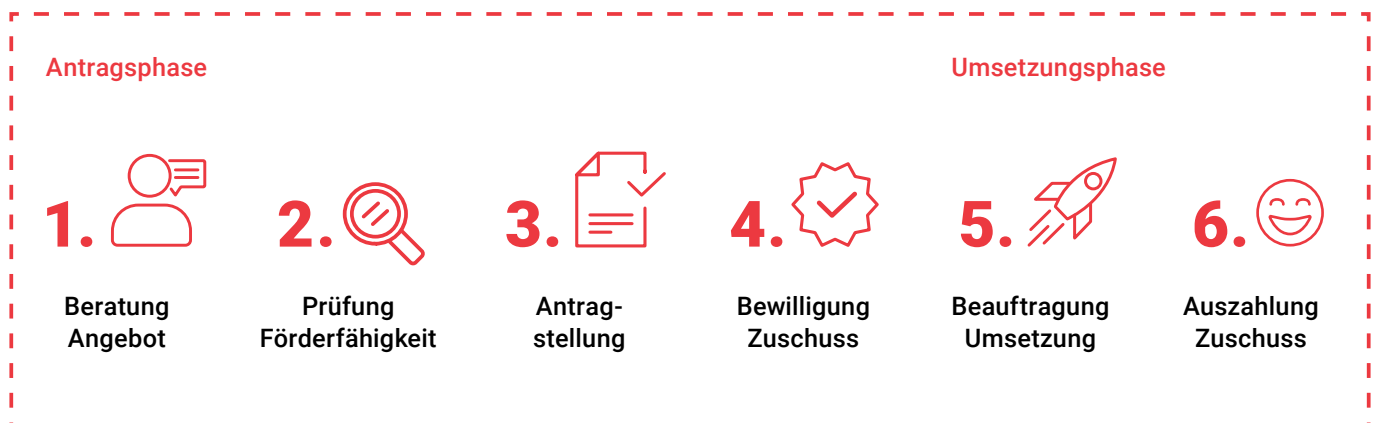 Antragsphase
Umsetzungsphase
1.
Beratung
Angebot
2.
Prüfung
Förderfähigkeit
3.
Antrag-
stellung
4.
Bewilligung
Zuschuss
5.
Beauftragung
Umsetzung
6.
Auszahlung
Zuschuss